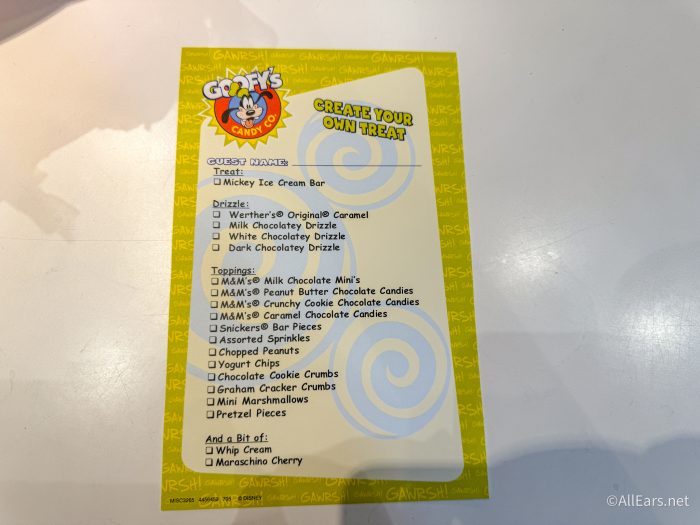 GOOFY'S
CANDY CO.
CREATE YOUR
OWN TREAT
GUEST NAME:
Treat:
Mickey Ice Cream Bar
Drizzle:
Werther's® Original® Caramel
Milk Chocolatey Drizzle
White Chocolatey Drizzle
Dark Chocolatey Drizzle
Toppings:
M&M's® Milk Chocolate Mini's
M&M's® Peanut Butter Chocolate Candies
M&M's® Crunchy Cookie Chocolate Candies
M&M's® Caramel Chocolate Candies
Snickers® Bar Pieces
Assorted Sprinkles
Chopped Peanuts
Yogurt Chips
Chocolate Cookie Crumbs
Graham Cracker Crumbs
Mini Marshmallows
Pretzel Pieces
And a Bit of:
Whip Cream
Maraschino Cherry
© DISNEY
GAWRSH!
©AllEars.net